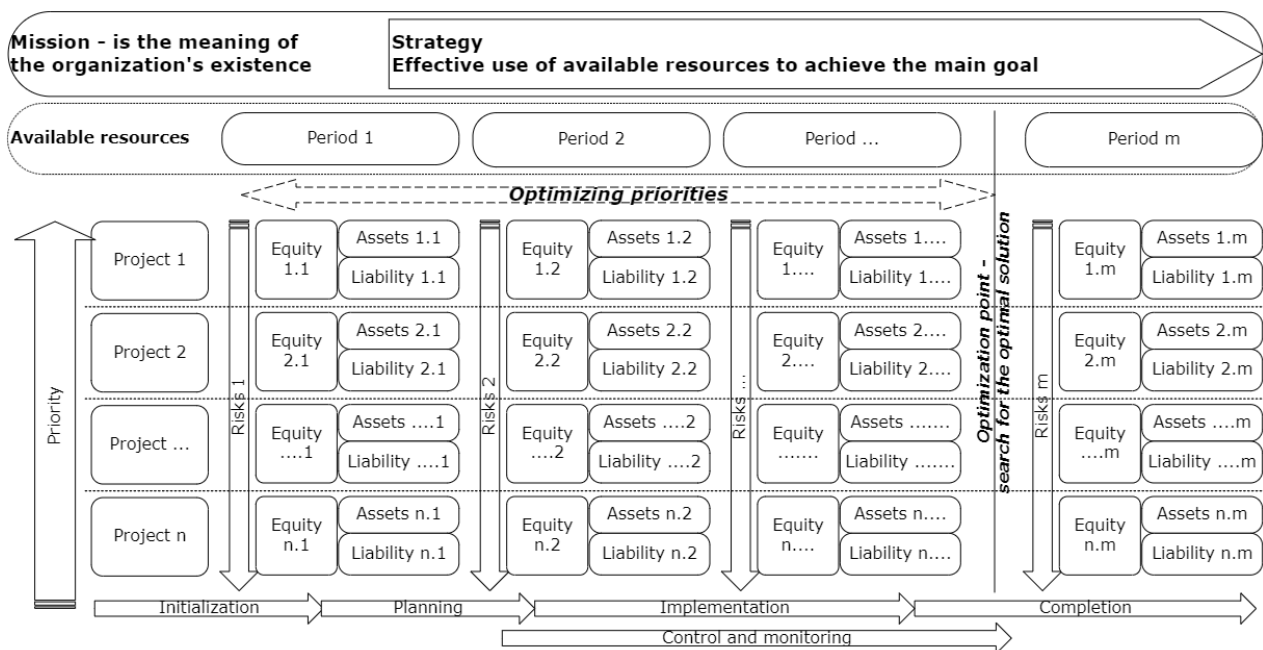 Mission - is the meaning of
the organization's existence
Strategy
Effective use of available resources to achieve the main goal
Available resources
Period 1
Period 2
Period ...
Period m
Optimizing priorities
Optimization point -
search for the optimal solution
Priority
Risks 1
Risks 2
Risks ...
Risks m
Project 1
Equity
1.1
Assets 1.1
Liability 1.1
Equity
1.2
Assets 1.2
Liability 1.2
Equity
1....
Assets 1....
Liability 1....
Equity
1.m
Assets 1.m
Liability 1.m
Project 2
Equity
2.1
Assets 2.1
Liability 2.1
Equity
2.2
Assets 2.2
Liability 2.2
Equity
2....
Assets 2....
Liability 2....
Equity
2.m
Assets 2.m
Liability 2.m
Project ...
Equity
....1
Assets ....1
Liability ....1
Equity
....2
Assets ....2
Liability ....2
Equity
.......
Assets .......
Liability .......
Equity
....m
Assets ....m
Liability ....m
Project n
Equity
n.1
Assets n.1
Liability n.1
Equity
n.2
Assets n.2
Liability n.2
Equity
n....
Assets n....
Liability n....
Equity
n.m
Assets n.m
Liability n.m
Initialization
Planning
Implementation
Completion
Control and monitoring